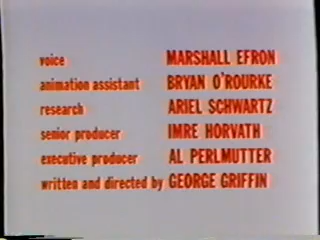 voice MARSHALL EFRON
animation assistant BRYAN O'ROURKE
research ARIEL SCHWARTZ
senior producer IMRE HORVATH
executive producer AL PERLMUTTER
written and directed by GEORGE GRIFFIN